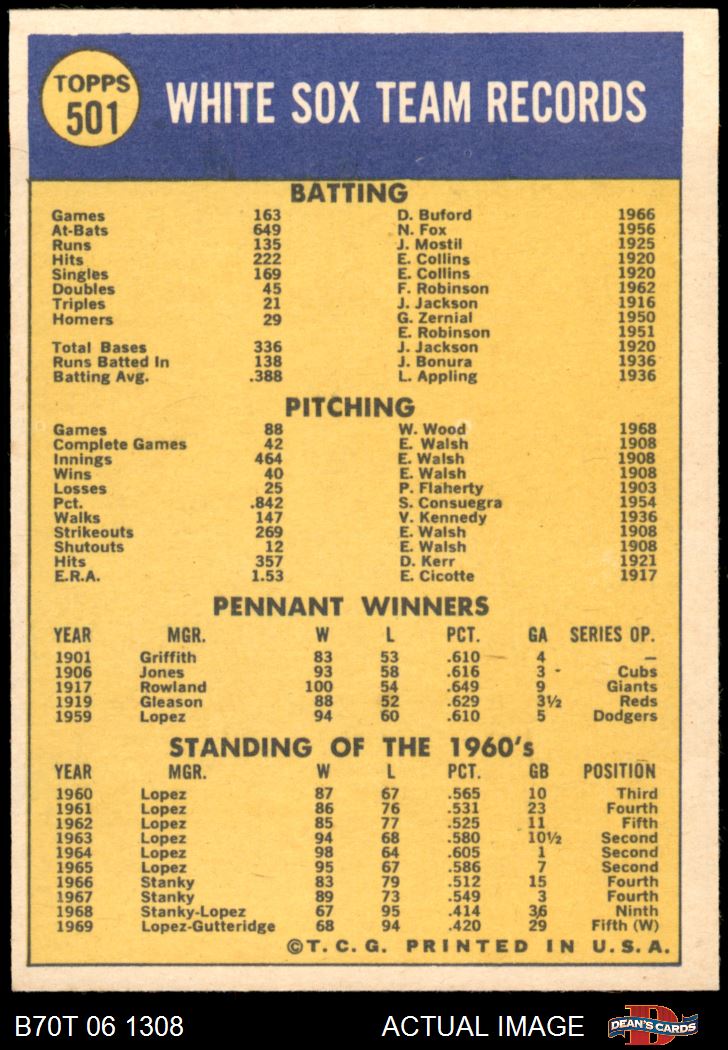 TOPPS
501
WHITE SOX TEAM RECORDS
BATTING
Games 163 D. Buford 1966
At-Bats 649 N. Fox 1956
Runs 135 J. Mostil 1925
Hits 222 E. Collins 1920
Singles 169 E. Collins 1920
Doubles 45 F. Robinson 1962
Triples 21 J. Jackson 1916
Homers 29 G. Zernial 1950
E. Robinson 1951
Total Bases 336 J. Jackson 1920
Runs Batted In 138 J. Bonura 1936
Batting Avg. .388 L. Appling 1936
PITCHING
Games 88 W. Wood 1968
Complete Games 42 E. Walsh 1908
Innings 464 E. Walsh 1908
Wins 40 E. Walsh 1908
Losses 25 P. Flaherty 1903
Pct. .842 S. Consuegra 1954
Walks 147 V. Kennedy 1936
Strikeouts 269 E. Walsh 1908
Shutouts 12 E. Walsh 1908
Hits 357 D. Kerr 1921
E.R.A. 1.53 E. Cicotte 1917
PENNANT WINNERS
YEAR MGR. W L PCT. GA SERIES OP.
1901 Griffith 83 53 .610 4 —
1906 Jones 93 58 .616 3 Cubs
1917 Rowland 100 54 .649 9 Giants
1919 Gleason 88 52 .629 3½ Reds
1959 Lopez 94 60 .610 5 Dodgers
STANDING OF THE 1960's
YEAR MGR. W L PCT. GB POSITION
1960 Lopez 87 67 .565 10 Third
1961 Lopez 86 76 .531 23 Fourth
1962 Lopez 85 77 .525 11 Fifth
1963 Lopez 94 68 .580 10½ Second
1964 Lopez 98 64 .605 1 Second
1965 Lopez 95 67 .586 7 Second
1966 Stanky 83 79 .512 15 Fourth
1967 Stanky 89 73 .549 3 Fourth
1968 Stanky-Lopez 67 95 .414 36 Ninth
1969 Lopez-Gutteridge 68 94 .420 29 Fifth (W)
©T.C.G. PRINTED IN U.S.A.
B70T 06 1308 ACTUAL IMAGE D DEAN'S CARDS